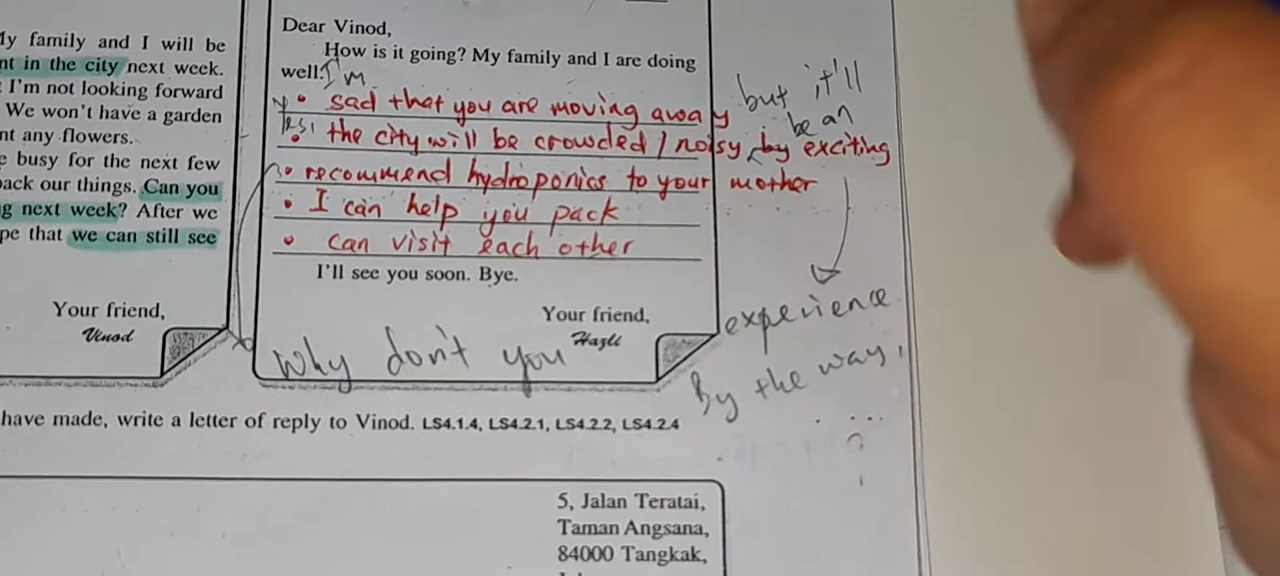 My family and I will be
nt in the city next week.
I'm not looking forward
We won't have a garden
nt any flowers.
e busy for the next few
pack our things. Can you
g next week? After we
pe that we can still see
Your friend,
Vinod
Dear Vinod,
How is it going? My family and I are doing
well. I'm
• sad that you are moving away
Yes, • the city will be crowded / noisy, by exciting
but it'll
be an
• recommend hydroponics to your mother
• I can help you pack
• can visit each other
I'll see you soon. Bye.
Your friend,
Hazli
Why don't you
experience
By the way,
....
?
have made, write a letter of reply to Vinod. LS4.1.4, LS4.2.1, LS4.2.2, LS4.2.4
5, Jalan Teratai,
Taman Angsana,
84000 Tangkak,